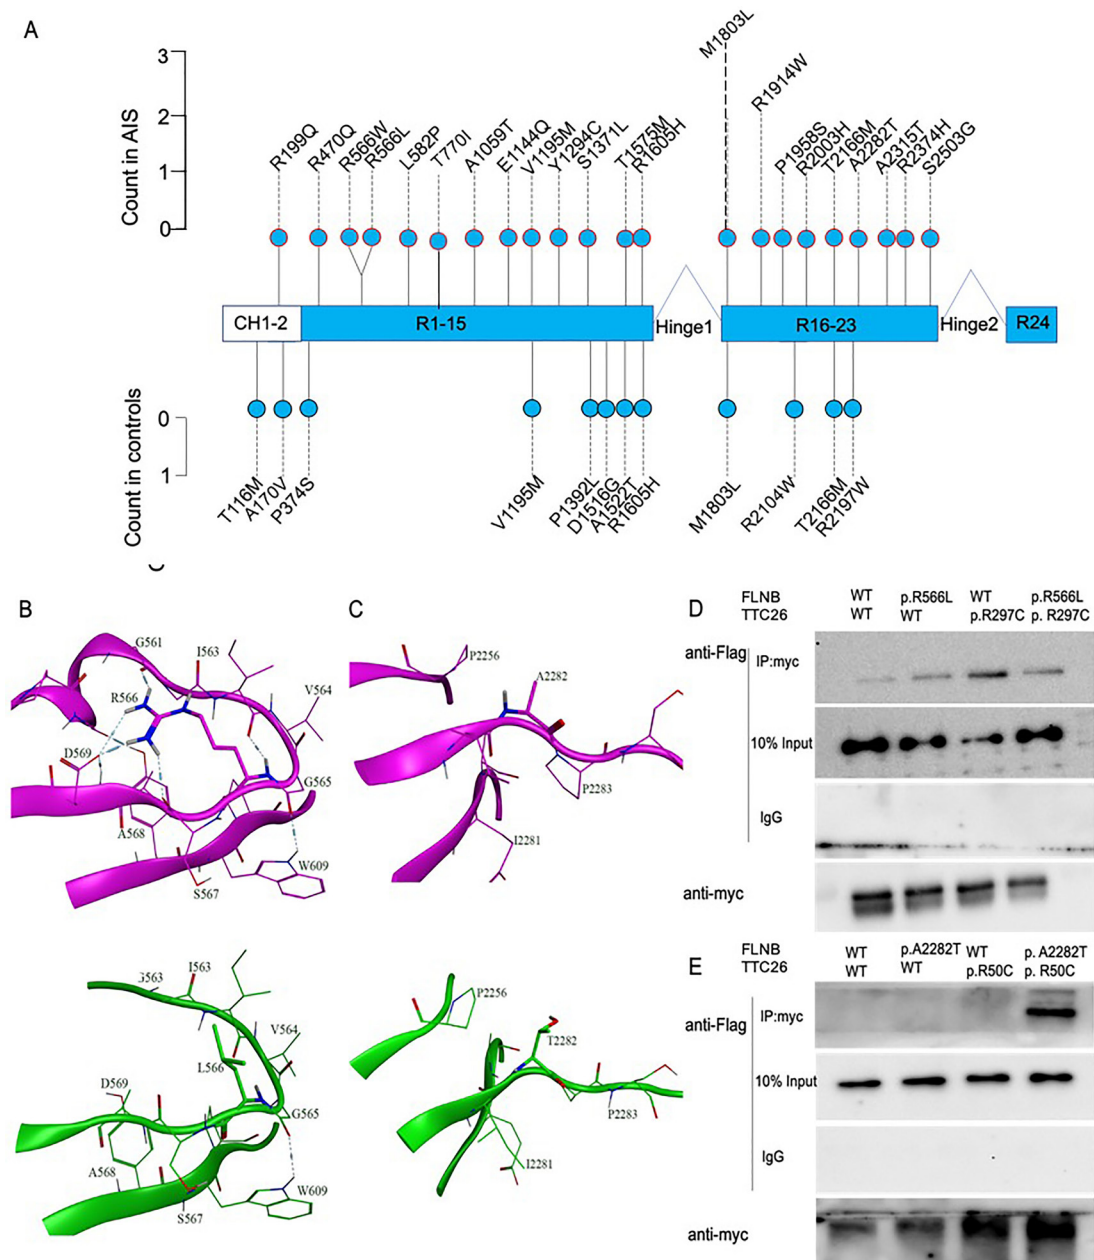 A
Count in AIS
3
2
1
0
R199Q
R470Q
R566W
R566L
L582P
T770I
A1059T
E1144Q
V1195M
Y1294C
S1371L
T1575M
R1605H
M1803L
R1914W
P1958S
R2003H
T2166M
A2282T
A2315T
R2374H
S2503G
CH1-2
R1-15
Hinge1
R16-23
Hinge2
R24
Count in controls
0
1
T116M
A170V
P374S
V1195M
P1392L
D1516G
A1522T
R1605H
M1803L
R2104W
T2166M
R2197W
B
G561
I563
R566
V564
D569
G565
A568
W609
S567
I563
V564
L566
D569
G565
A568
W609
S567
C
P2256
A2282
P2283
I2281
P2256
T2282
P2283
I2281
D
FLNB WT p.R566L WT p.R566L
TTC26 WT WT p.R297C p. R297C
anti-Flag
IP:myc
10% Input
IgG
anti-myc
E
FLNB WT p.A2282T WT p. A2282T
TTC26 WT WT p.R50C p. R50C
anti-Flag
IP:myc
10% Input
IgG
anti-myc